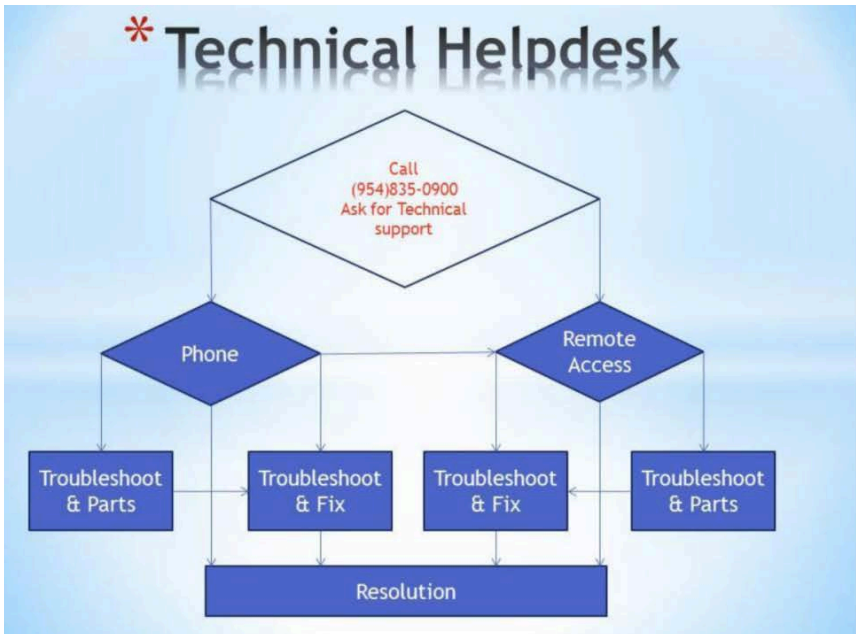 * Technical Helpdesk
Call
(954)835-0900
Ask for Technical
support
Phone
Remote
Access
Troubleshoot
& Parts
Troubleshoot
& Fix
Troubleshoot
& Fix
Troubleshoot
& Parts
Resolution